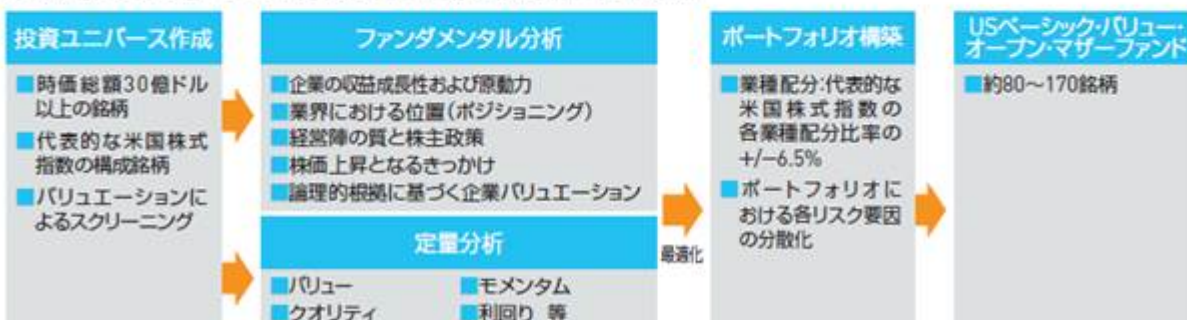 投資ユニバース作成
■時価総額30億ドル
以上の銘柄
■代表的な米国株式
指数の構成銘柄
■バリュエーションに
よるスクリーニング
ファンダメンタル分析
■企業の収益成長性および原動力
■業界における位置(ポジショニング)
■経営陣の質と株主政策
■株価上昇となるきっかけ
■論理的根拠に基づく企業バリュエーション
定量分析
■バリュー ■モメンタム
■クオリティ ■利回り 等
最適化
ポートフォリオ構築
■業種配分:代表的な
米国株式指数の
各業種配分比率の
+/−6.5%
■ポートフォリオに
おける各リスク要因
の分散化
USベーシック・バリュー・
オープン・マザーファンド
■約80〜170銘柄